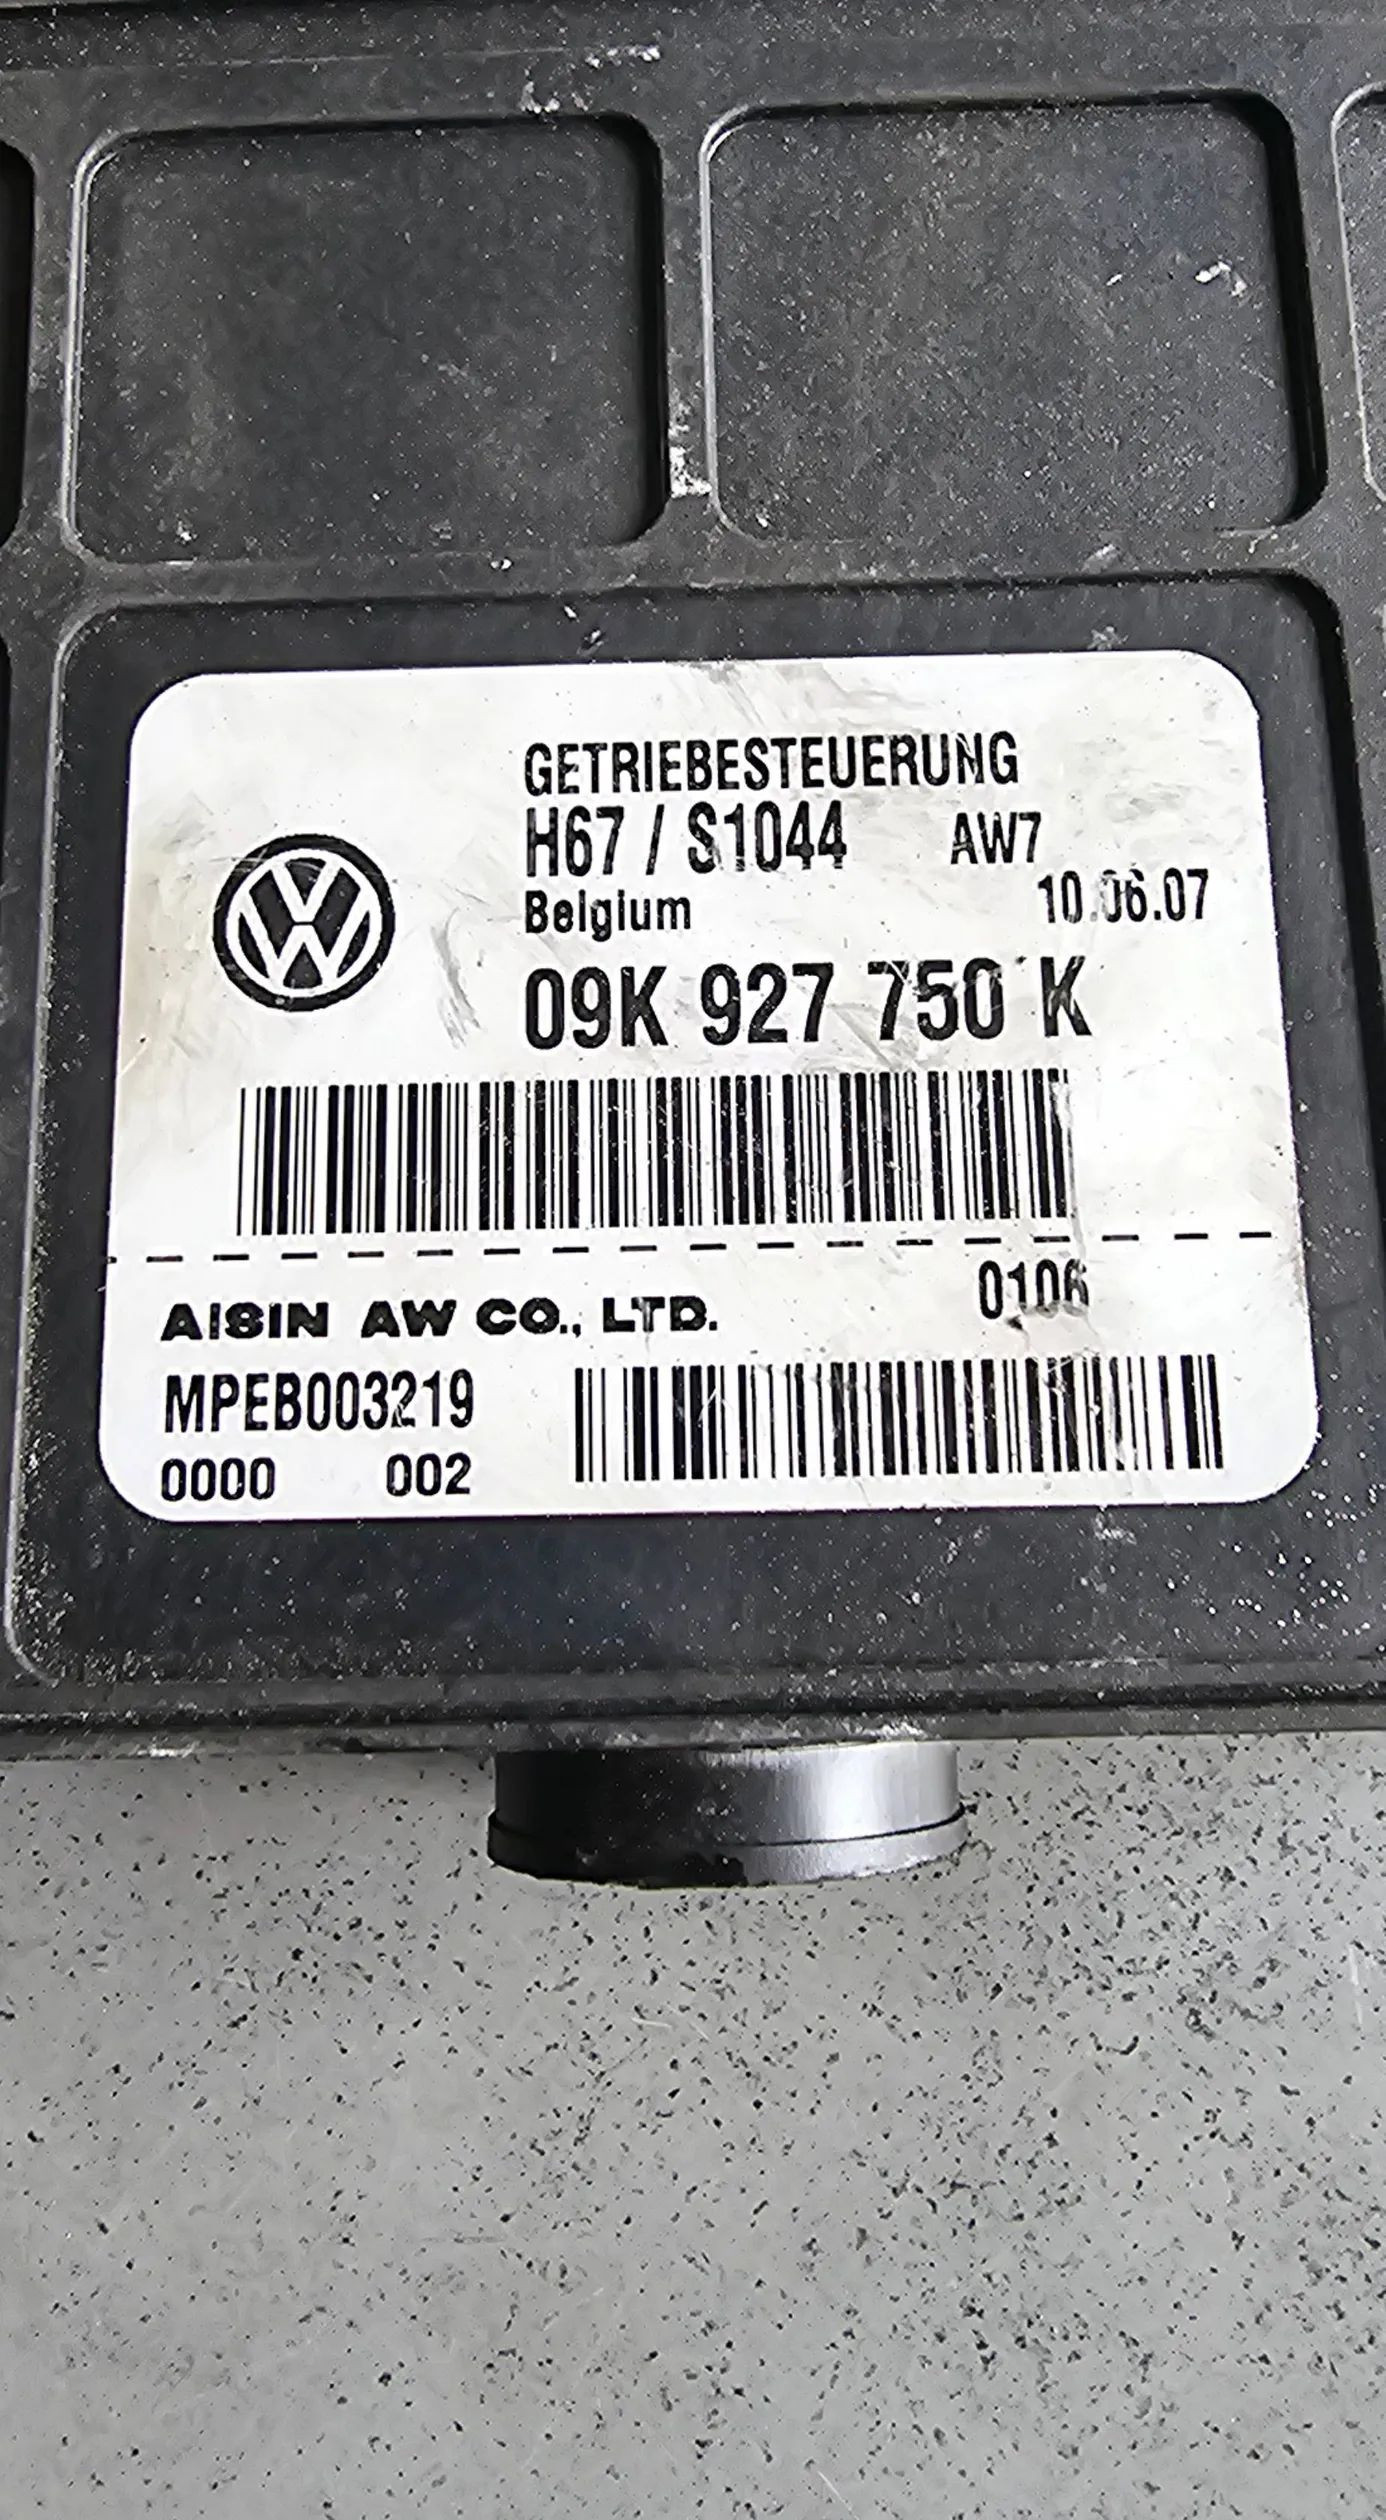 GETRIEBESTEUERUNG
H67 / S1044 AW7
Belgium 10.06.07
09K 927 750 K
0106
AISIN AW CO., LTD.
MPEB003219
0000 002